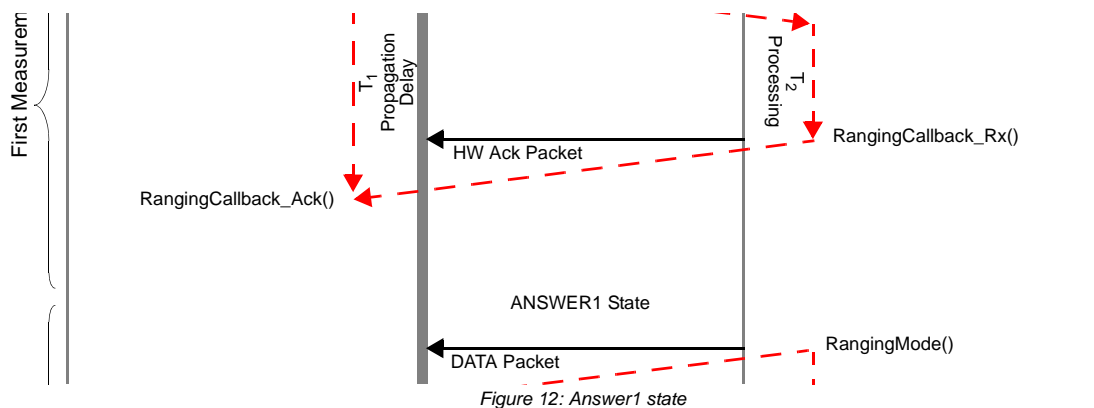 First Measurem
T1
Propagation
Delay
T2
Processing
RangingCallback_Rx()
HW Ack Packet
RangingCallback_Ack()
ANSWER1 State
RangingMode()
DATA Packet
Figure 12: Answer1 state